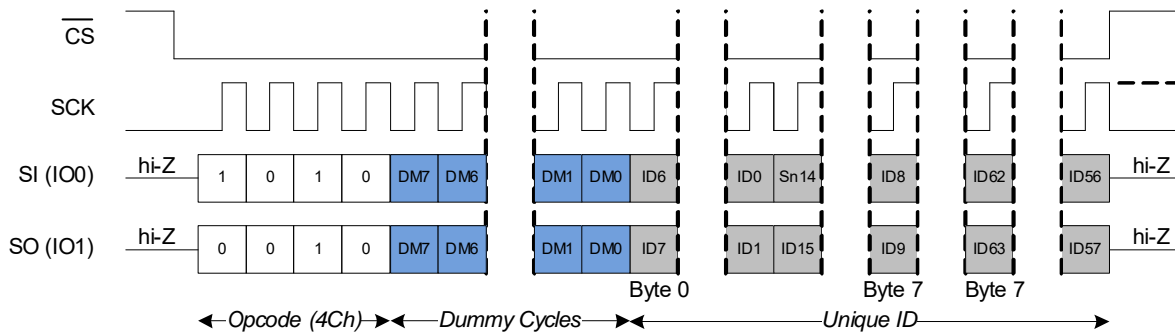 CS
SCK
SI (IO0) hi-Z 1 0 1 0 DM7 DM6 DM1 DM0 ID6 ID0 Sn14 ID8 ID62 ID56 hi-Z
SO (IO1) hi-Z 0 0 1 0 DM7 DM6 DM1 DM0 ID7 ID1 ID15 ID9 ID63 ID57 hi-Z
Byte 0 Byte 7 Byte 7
Opcode (4Ch) Dummy Cycles Unique ID